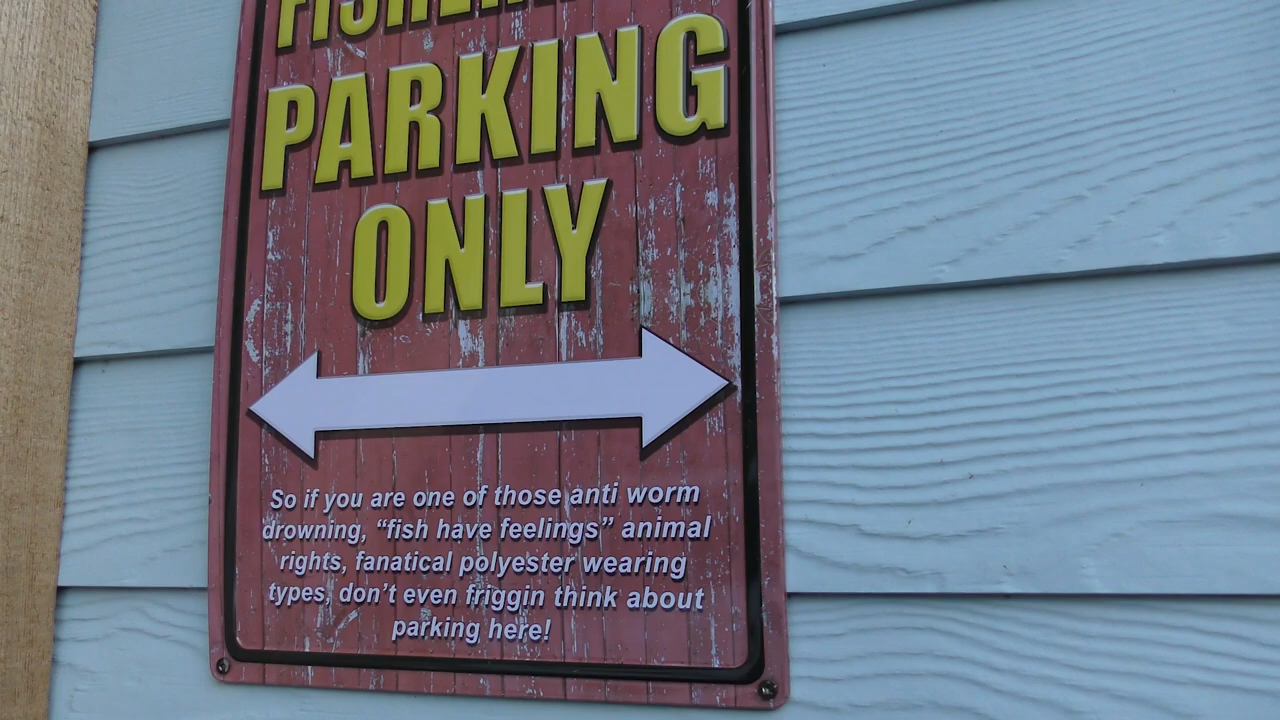 PARKING
ONLY
So if you are one of those anti worm
drowning, “fish have feelings” animal
rights, fanatical polyester wearing
types, don’t even friggin think about
parking here!